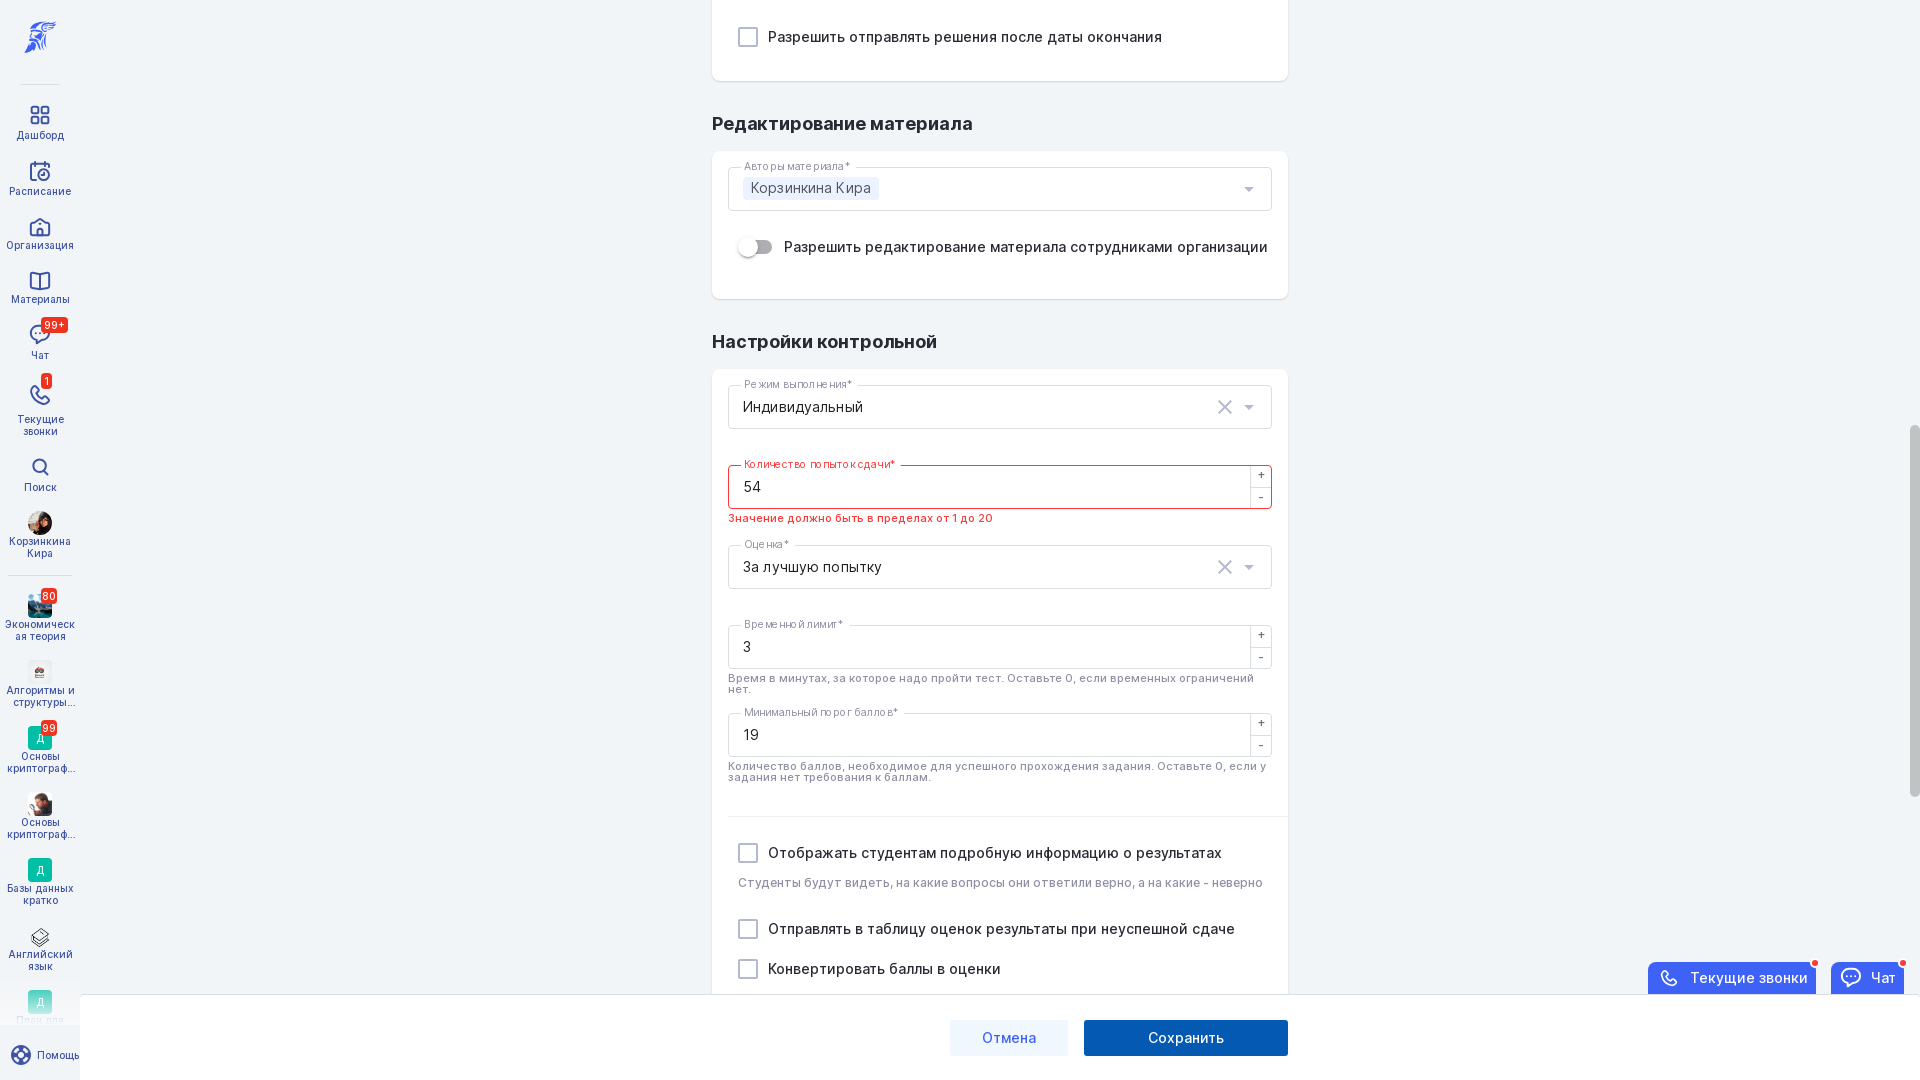 Дашборд
Расписание
Организация
Материалы
99+
Чат
1
Текущие
звонки
Поиск
Корзинкина
Кира
80
Экономическ
ая теория
Алгоритмы и
структуры...
99
Д
Основы
криптограф...
Основы
криптограф...
Д
Базы данных
кратко
Английский
язык
Д
План для
Помощь
Разрешить отправлять решения после даты окончания
Редактирование материала
Авторы материала*
Корзинкина Кира
Разрешить редактирование материала сотрудниками организации
Настройки контрольной
Режим выполнения*
Индивидуальный
Количество попыток сдачи*
54
+
-
Значение должно быть в пределах от 1 до 20
Оценка*
За лучшую попытку
Временной лимит*
3
+
-
Время в минутах, за которое надо пройти тест. Оставьте 0, если временных ограничений
нет.
Минимальный порог баллов*
19
+
-
Количество баллов, необходимое для успешного прохождения задания. Оставьте 0, если у
задания нет требования к баллам.
Отображать студентам подробную информацию о результатах
Студенты будут видеть, на какие вопросы они ответили верно, а на какие - неверно
Отправлять в таблицу оценок результаты при неуспешной сдаче
Конвертировать баллы в оценки
Текущие звонки
Чат
Отмена
Сохранить